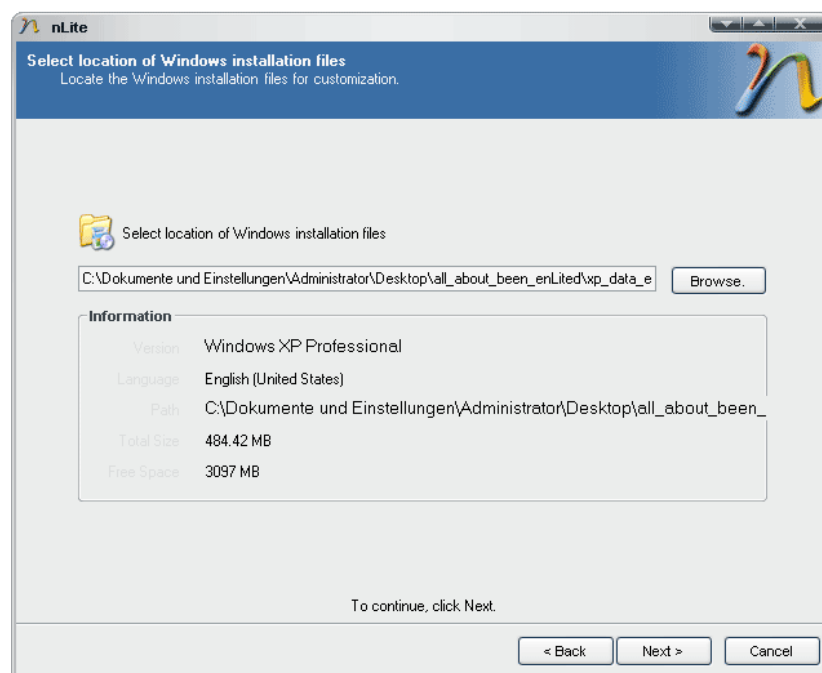 nLite
Select location of Windows installation files
Locate the Windows installation files for customization.
Select location of Windows installation files
C:\Dokumente und Einstellungen\Administrator\Desktop\all_about_been_enLited\xp_data_e
Browse.
Information
Version Windows XP Professional
Language English (United States)
Path C:\Dokumente und Einstellungen\Administrator\Desktop\all_about_been_
Total Size 484.42 MB
Free Space 3097 MB
To continue, click Next.
< Back Next > Cancel